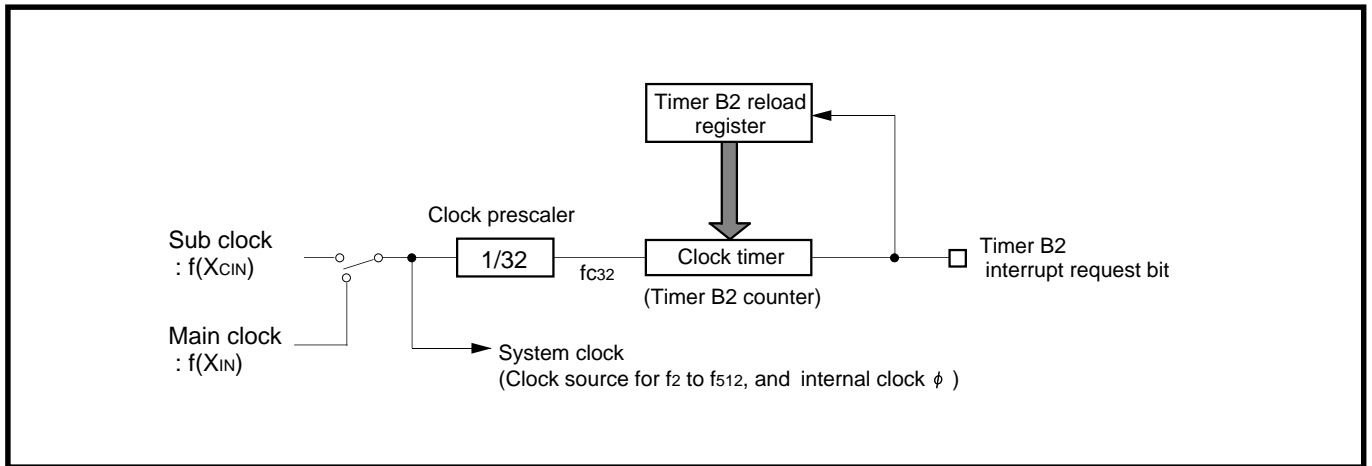 Timer B2 reload
register
Clock prescaler
Sub clock
: f(XCIN)
1/32
fC32
Clock timer
(Timer B2 counter)
Timer B2
interrupt request bit
Main clock
: f(XIN)
System clock
(Clock source for f2 to f512, and internal clock ϕ )